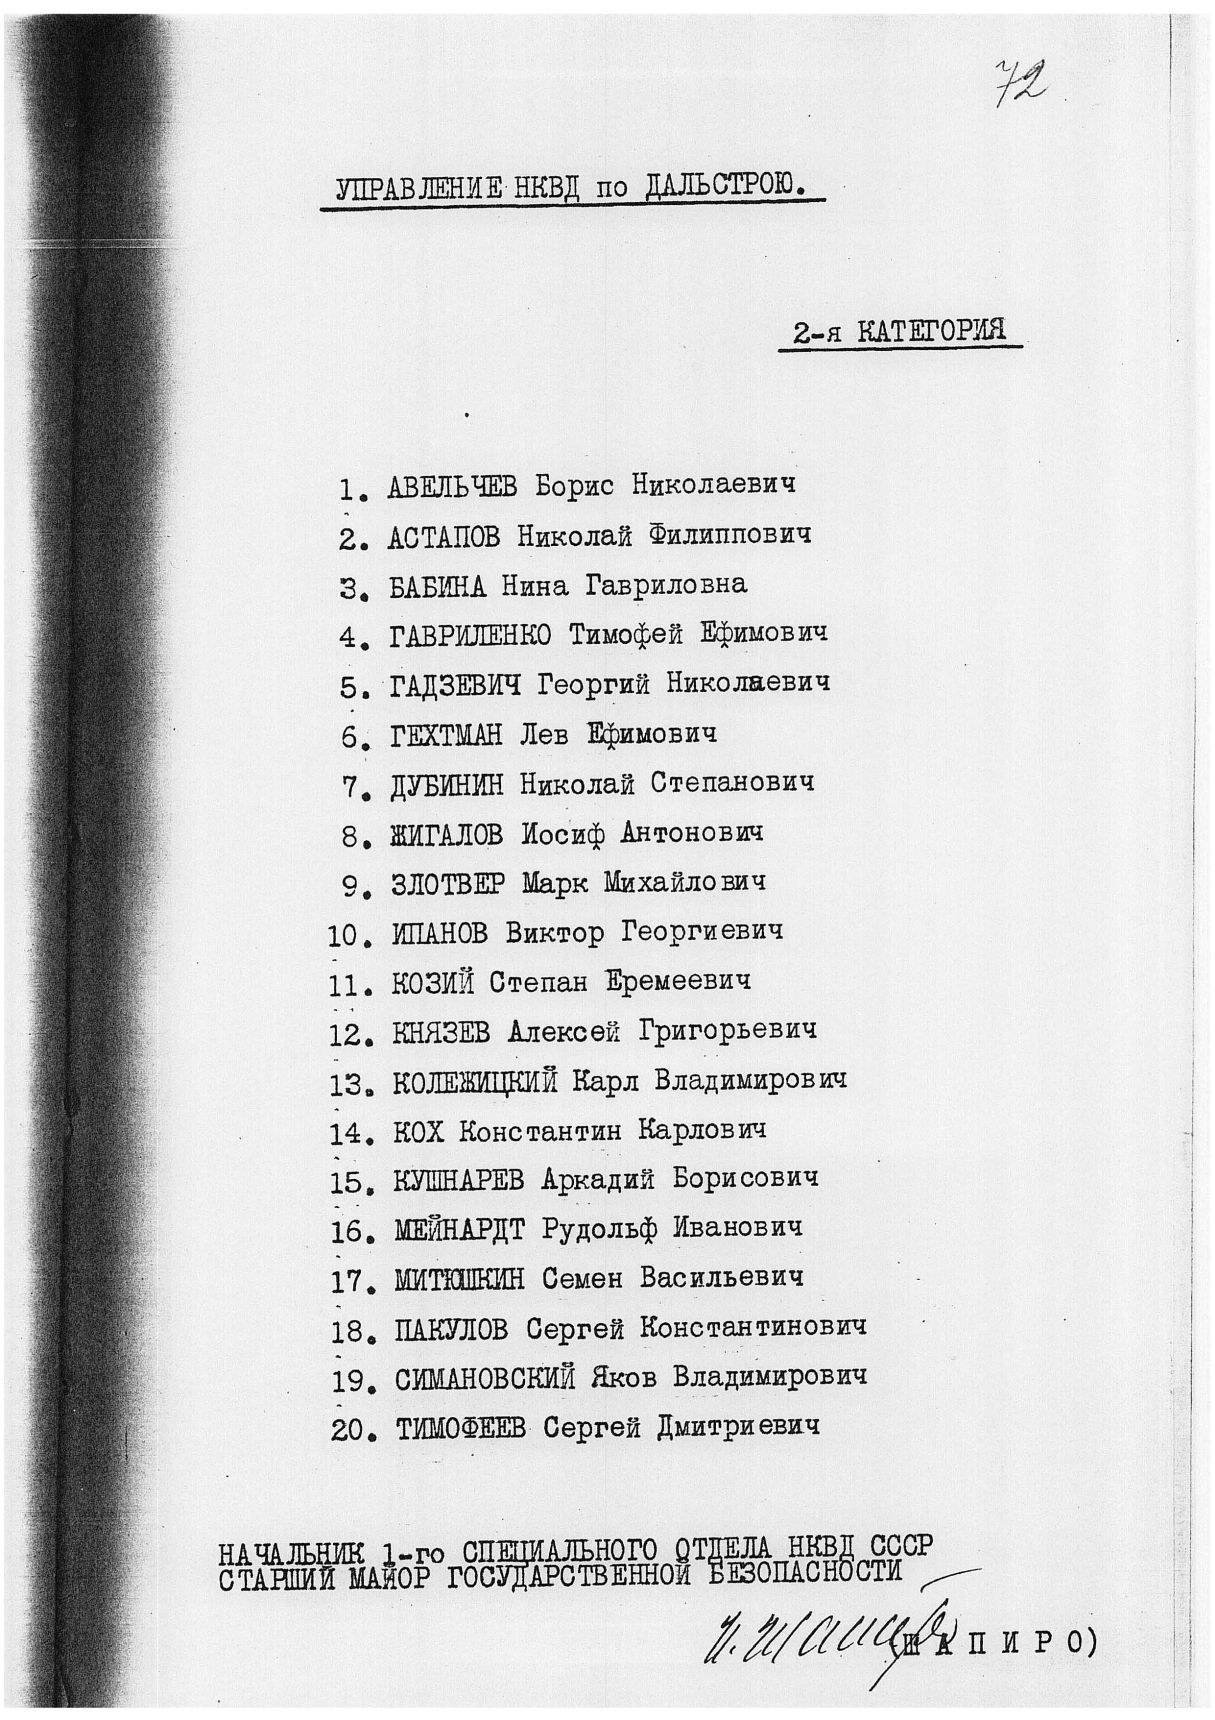 72
УПРАВЛЕНИЕ НКВД по ДАЛЬСТРОЮ.
2-я КАТЕГОРИЯ
1. АВЕЛЬЧЕВ Борис Николаевич
2. АСТАПОВ Николай Филиппович
3. БАБИНА Нина Гавриловна
4. ГАВРИЛЕНКО Тимофей Ефимович
5. ГАДЗЕВИЧ Георгий Николаевич
6. ГЕХТМАН Лев Ефимович
7. ДУБИНИН Николай Степанович
8. ЖИГАЛОВ Иосиф Антонович
9. ЗЛОТВЕР Марк Михайлович
10. ИПАНОВ Виктор Георгиевич
11. КОЗИЙ Степан Еремеевич
12. КНЯЗЕВ Алексей Григорьевич
13. КОЛЕЖИЦКИЙ Карл Владимирович
14. КОХ Константин Карлович
15. КУШНАРЕВ Аркадий Борисович
16. МЕЙНАРДТ Рудольф Иванович
17. МИТЮШКИН Семен Васильевич
18. ПАКУЛОВ Сергей Константинович
19. СИМАНОВСКИЙ Яков Владимирович
20. ТИМОФЕЕВ Сергей Дмитриевич
НАЧАЛЬНИК 1-го СПЕЦИАЛЬНОГО ОТДЕЛА НКВД СССР
СТАРШИЙ МАЙОР ГОСУДАРСТВЕННОЙ БЕЗОПАСНОСТИ
И. Шапиро (Ш А П И Р О)